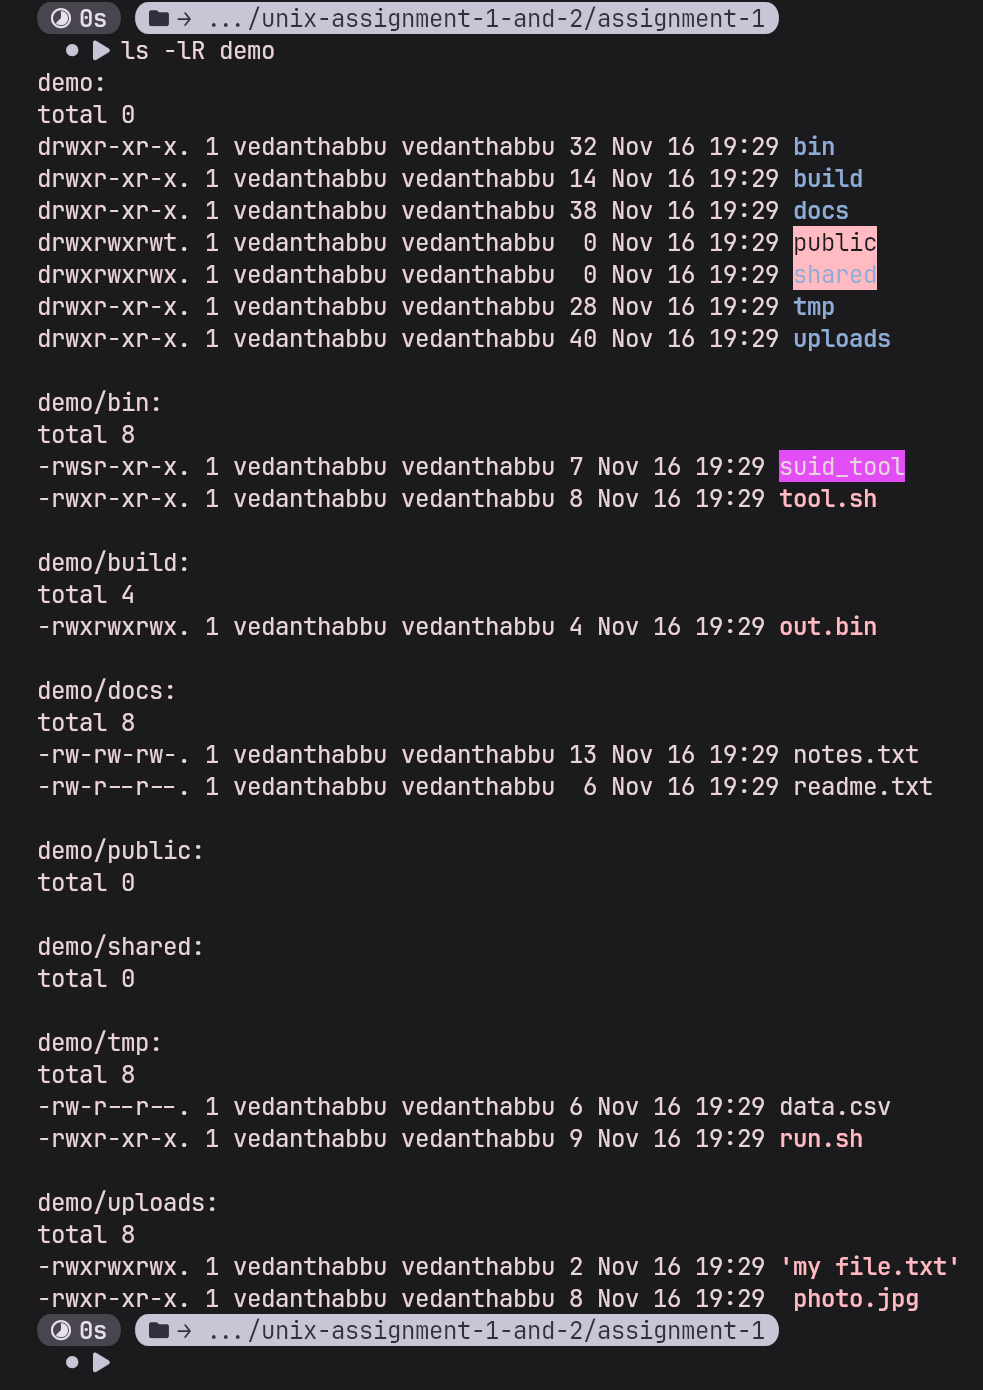 0s → .../unix-assignment-1-and-2/assignment-1
ls -lR demo
demo:
total 0
drwxr-xr-x. 1 vedanthabbu vedanthabbu 32 Nov 16 19:29 bin
drwxr-xr-x. 1 vedanthabbu vedanthabbu 14 Nov 16 19:29 build
drwxr-xr-x. 1 vedanthabbu vedanthabbu 38 Nov 16 19:29 docs
drwxrwxrwt. 1 vedanthabbu vedanthabbu  0 Nov 16 19:29 public
drwxrwxrwx. 1 vedanthabbu vedanthabbu  0 Nov 16 19:29 shared
drwxr-xr-x. 1 vedanthabbu vedanthabbu 28 Nov 16 19:29 tmp
drwxr-xr-x. 1 vedanthabbu vedanthabbu 40 Nov 16 19:29 uploads

demo/bin:
total 8
-rwsr-xr-x. 1 vedanthabbu vedanthabbu 7 Nov 16 19:29 suid_tool
-rwxr-xr-x. 1 vedanthabbu vedanthabbu 8 Nov 16 19:29 tool.sh

demo/build:
total 4
-rwxrwxrwx. 1 vedanthabbu vedanthabbu 4 Nov 16 19:29 out.bin

demo/docs:
total 8
-rw-rw-rw-. 1 vedanthabbu vedanthabbu 13 Nov 16 19:29 notes.txt
-rw-r--r--. 1 vedanthabbu vedanthabbu  6 Nov 16 19:29 readme.txt

demo/public:
total 0

demo/shared:
total 0

demo/tmp:
total 8
-rw-r--r--. 1 vedanthabbu vedanthabbu 6 Nov 16 19:29 data.csv
-rwxr-xr-x. 1 vedanthabbu vedanthabbu 9 Nov 16 19:29 run.sh

demo/uploads:
total 8
-rwxrwxrwx. 1 vedanthabbu vedanthabbu 2 Nov 16 19:29 'my file.txt'
-rwxr-xr-x. 1 vedanthabbu vedanthabbu 8 Nov 16 19:29  photo.jpg
0s → .../unix-assignment-1-and-2/assignment-1